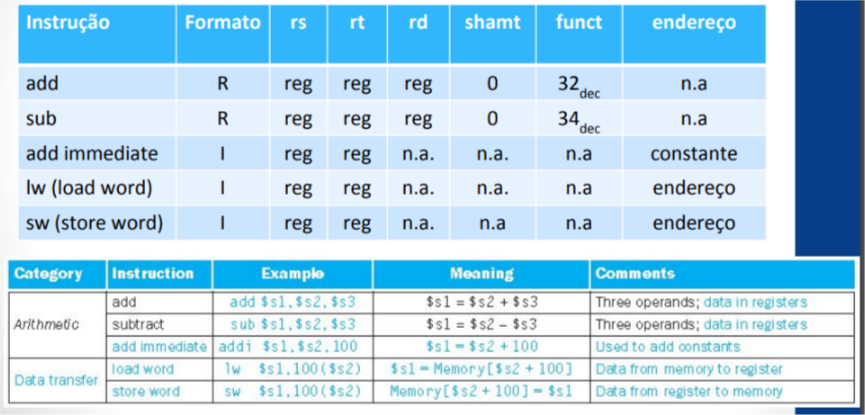 Instrução Formato rs rt rd shamt funct endereço
add R reg reg reg 0 32dec n.a
sub R reg reg reg 0 34dec n.a
add immediate I reg reg n.a. n.a. n.a constante
lw (load word) I reg reg n.a. n.a. n.a endereço
sw (store word) I reg reg n.a. n.a n.a endereço
Category Instruction Example Meaning Comments
Arithmetic
add add $s1,$s2,$s3 $s1 = $s2 + $s3 Three operands; data in registers
subtract sub $s1,$s2,$s3 $s1 = $s2 – $s3 Three operands; data in registers
add immediate addi $s1,$s2,100 $s1 = $s2 + 100 Used to add constants
Data transfer
load word lw $s1,100($s2) $s1 = Memory[$s2 + 100] Data from memory to register
store word sw $s1,100($s2) Memory[$s2 + 100] = $s1 Data from register to memory